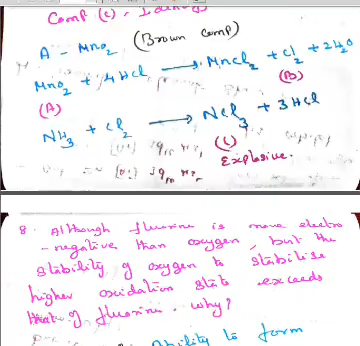 Comp (C) - Identify
A - MnO2 (Brown Comp)
MnO2 + 4HCl → MnCl2 + Cl2 + 2H2O
(A) (B)
NH3 + Cl2 → NCl3 + 3HCl
(C)
Explosive.
8. Although fluorine is more electro
-negative than oxygen, but the
stability of oxygen to stabilise
higher oxidation state exceeds
that of fluorine. why?
Ability to form